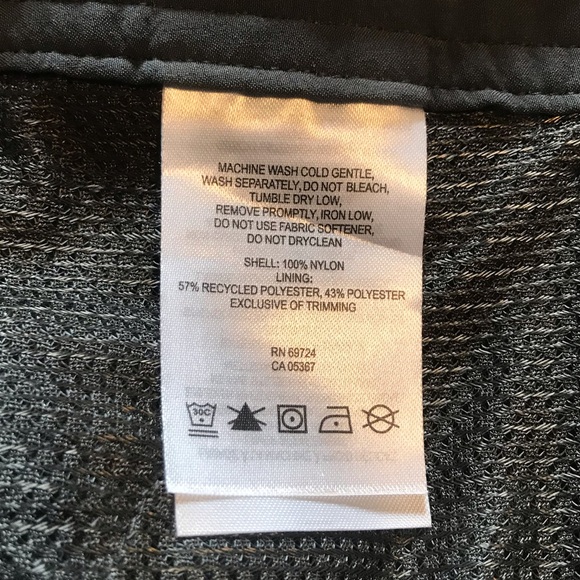 MACHINE WASH COLD GENTLE,
WASH SEPARATELY, DO NOT BLEACH,
TUMBLE DRY LOW,
REMOVE PROMPTLY, IRON LOW,
DO NOT USE FABRIC SOFTENER,
DO NOT DRYCLEAN
SHELL: 100% NYLON
LINING:
57% RECYCLED POLYESTER, 43% POLYESTER
EXCLUSIVE OF TRIMMING
RN 69724
CA 05367
30C